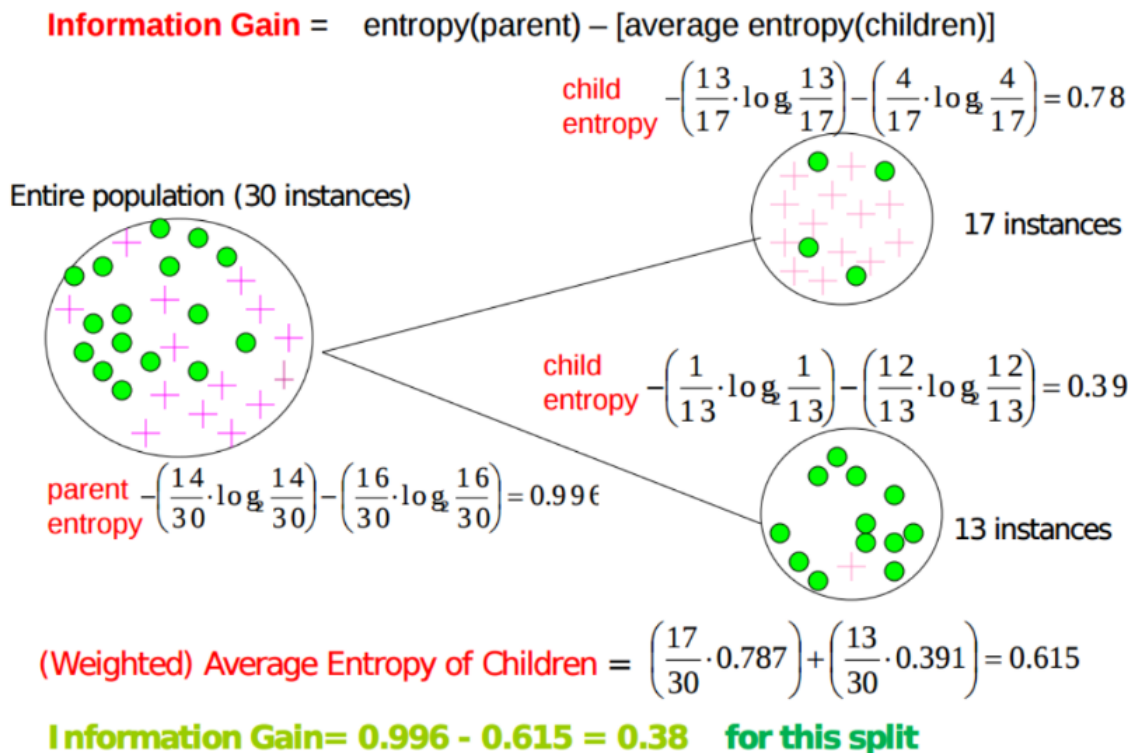 Information Gain = entropy(parent) – [average entropy(children)]
child entropy -(13/17 · log₂ 13/17) - (4/17 · log₂ 4/17) = 0.78
Entire population (30 instances)
17 instances
child entropy -(1/13 · log₂ 1/13) - (12/13 · log₂ 12/13) = 0.39
parent entropy -(14/30 · log₂ 14/30) - (16/30 · log₂ 16/30) = 0.996
13 instances
(Weighted) Average Entropy of Children = (17/30 · 0.787) + (13/30 · 0.391) = 0.615
Information Gain= 0.996 - 0.615 = 0.38 for this split